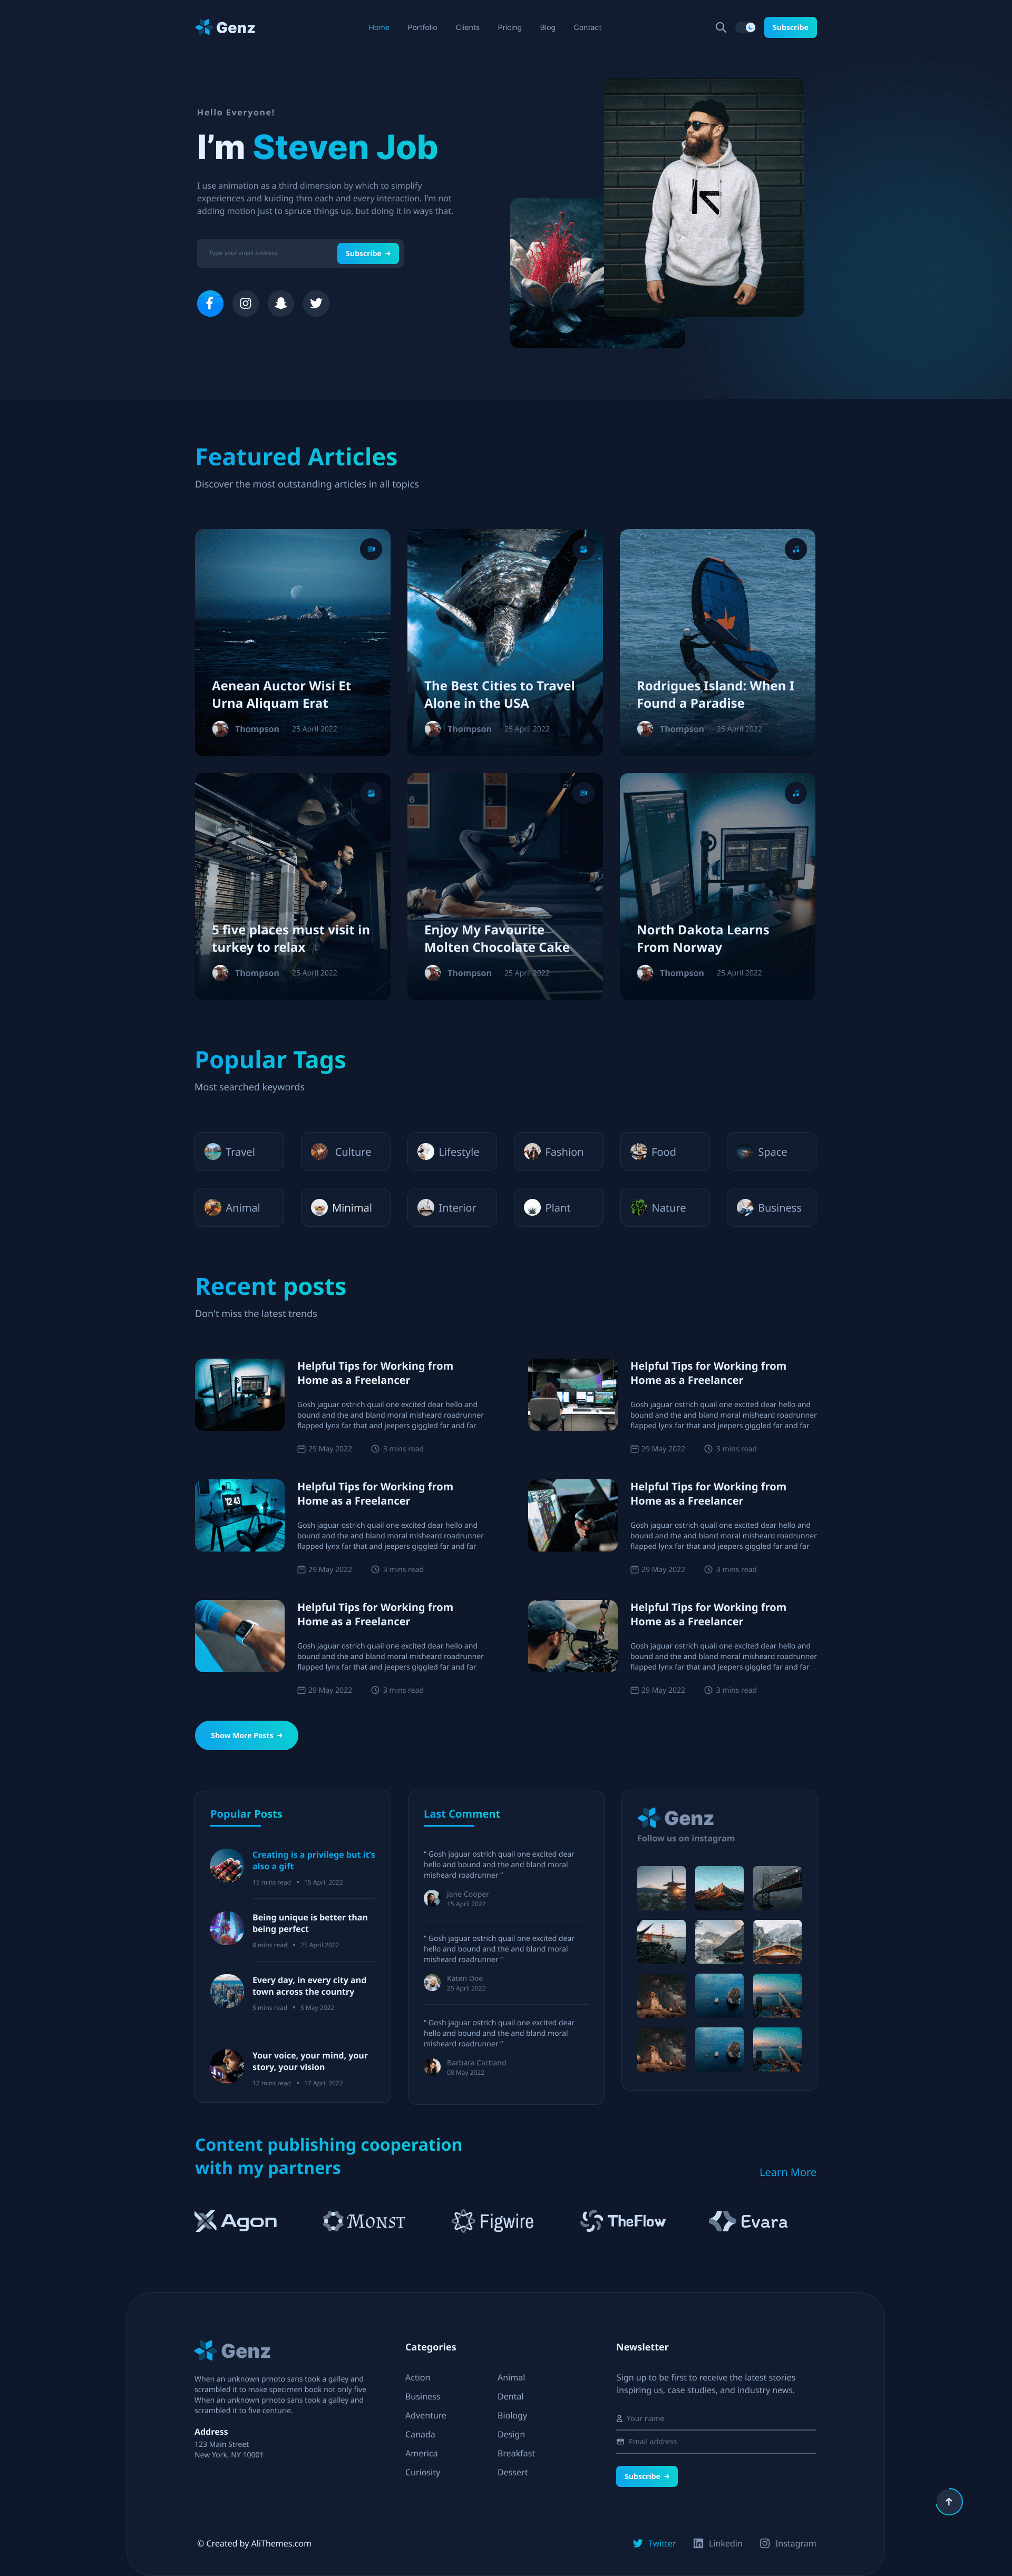 Genz
Home Portfolio Clients Pricing Blog Contact
Subscribe
Hello Everyone!
I'm Steven Job
I use animation as a third dimension by which to simplify
experiences and kuiding thro each and every interaction. I'm not
adding motion just to spruce things up, but doing it in ways that.
Type your email address
Subscribe
Featured Articles
Discover the most outstanding articles in all topics
Aenean Auctor Wisi Et
Urna Aliquam Erat
Thompson 25 April 2022
The Best Cities to Travel
Alone in the USA
Thompson 25 April 2022
Rodrigues Island: When I
Found a Paradise
Thompson 25 April 2022
5 five places must visit in
turkey to relax
Thompson 25 April 2022
6
2
3
1
Enjoy My Favourite
Molten Chocolate Cake
Thompson 25 April 2022
North Dakota Learns
From Norway
Thompson 25 April 2022
Popular Tags
Most searched keywords
Travel Culture Lifestyle Fashion Food Space
Animal Minimal Interior Plant Nature Business
Recent posts
Don't miss the latest trends
Helpful Tips for Working from
Home as a Freelancer
Gosh jaguar ostrich quail one excited dear hello and
bound and the and bland moral misheard roadrunner
flapped lynx far that and jeepers giggled far and far
29 May 2022 3 mins read
Helpful Tips for Working from
Home as a Freelancer
Gosh jaguar ostrich quail one excited dear hello and
bound and the and bland moral misheard roadrunner
flapped lynx far that and jeepers giggled far and far
29 May 2022 3 mins read
12 43
Helpful Tips for Working from
Home as a Freelancer
Gosh jaguar ostrich quail one excited dear hello and
bound and the and bland moral misheard roadrunner
flapped lynx far that and jeepers giggled far and far
29 May 2022 3 mins read
Helpful Tips for Working from
Home as a Freelancer
Gosh jaguar ostrich quail one excited dear hello and
bound and the and bland moral misheard roadrunner
flapped lynx far that and jeepers giggled far and far
29 May 2022 3 mins read
Helpful Tips for Working from
Home as a Freelancer
Gosh jaguar ostrich quail one excited dear hello and
bound and the and bland moral misheard roadrunner
flapped lynx far that and jeepers giggled far and far
29 May 2022 3 mins read
Helpful Tips for Working from
Home as a Freelancer
Gosh jaguar ostrich quail one excited dear hello and
bound and the and bland moral misheard roadrunner
flapped lynx far that and jeepers giggled far and far
29 May 2022 3 mins read
Show More Posts
Popular Posts
Creating is a privilege but it's
also a gift
15 mins read • 15 April 2022
Being unique is better than
being perfect
8 mins read • 25 April 2022
Every day, in every city and
town across the country
5 mins read • 5 May 2022
Your voice, your mind, your
story, your vision
12 mins read • 17 April 2022
Last Comment
" Gosh jaguar ostrich quail one excited dear
hello and bound and the and bland moral
misheard roadrunner "
Jane Cooper
15 April 2022
" Gosh jaguar ostrich quail one excited dear
hello and bound and the and bland moral
misheard roadrunner "
Katen Doe
25 April 2022
" Gosh jaguar ostrich quail one excited dear
hello and bound and the and bland moral
misheard roadrunner "
Barbara Cartland
08 May 2022
Genz
Follow us on instagram
Content publishing cooperation
with my partners
Learn More
Agon MONST Figwire TheFlow Evara
Genz
When an unknown prnoto sans took a galley and
scrambled it to make specimen book not only five
When an unknown prnoto sans took a galley and
scrambled it to five centurie.
Address
123 Main Street
New York, NY 10001
Categories
Action Animal
Business Dental
Adventure Biology
Canada Design
America Breakfast
Curiosity Dessert
Newsletter
Sign up to be first to receive the latest stories
inspiring us, case studies, and industry news.
Your name
Email address
Subscribe
© Created by AliThemes.com
Twitter Linkedin Instagram